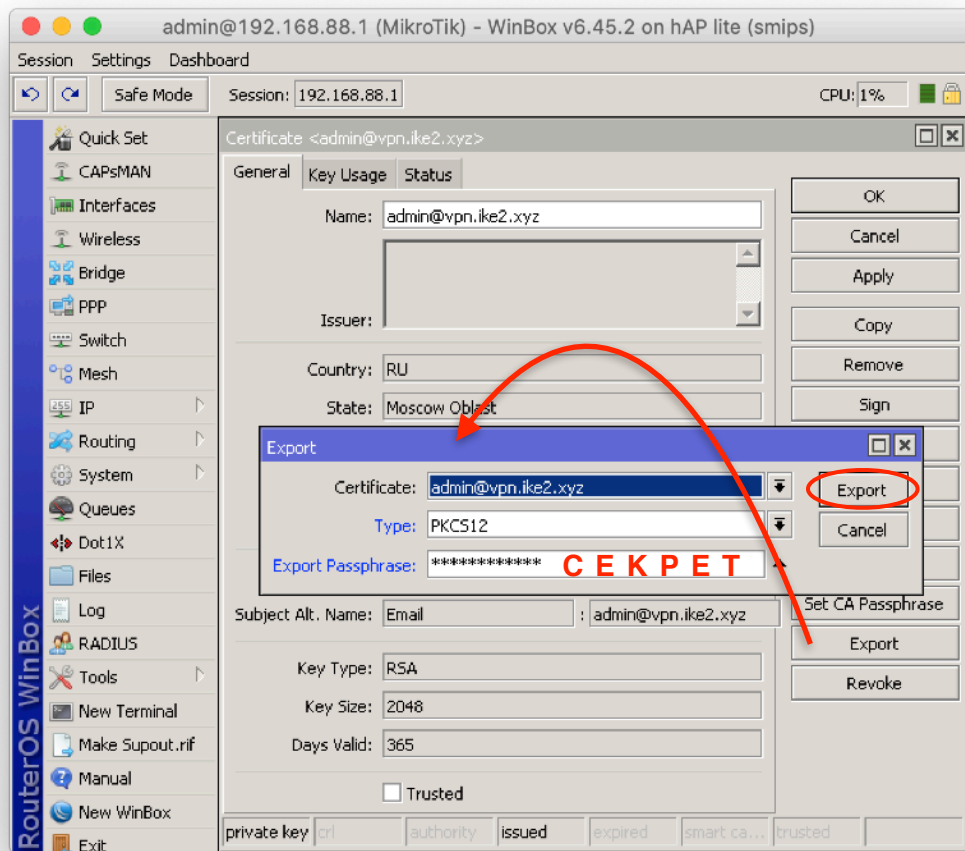 admin@192.168.88.1 (MikroTik) - WinBox v6.45.2 on hAP lite (smips)
Session Settings Dashboard
Safe Mode Session: 192.168.88.1 CPU: 1%
RouterOS WinBox
Quick Set
CAPsMAN
Interfaces
Wireless
Bridge
PPP
Switch
Mesh
255 IP
Routing
System
Queues
Dot1X
Files
Log
RADIUS
Tools
New Terminal
Make Supout.rif
Manual
New WinBox
Exit
Certificate <admin@vpn.ike2.xyz>
General Key Usage Status
Name: admin@vpn.ike2.xyz
Issuer:
Country: RU
State: Moscow Oblast
Export
Certificate: admin@vpn.ike2.xyz
Type: PKCS12
Export Passphrase: ************ СЕКРЕТ
Export
Cancel
Subject Alt. Name: Email : admin@vpn.ike2.xyz
Key Type: RSA
Key Size: 2048
Days Valid: 365
Trusted
OK
Cancel
Apply
Copy
Remove
Sign
Set CA Passphrase
Export
Revoke
private key crl authority issued expired smart ca... trusted